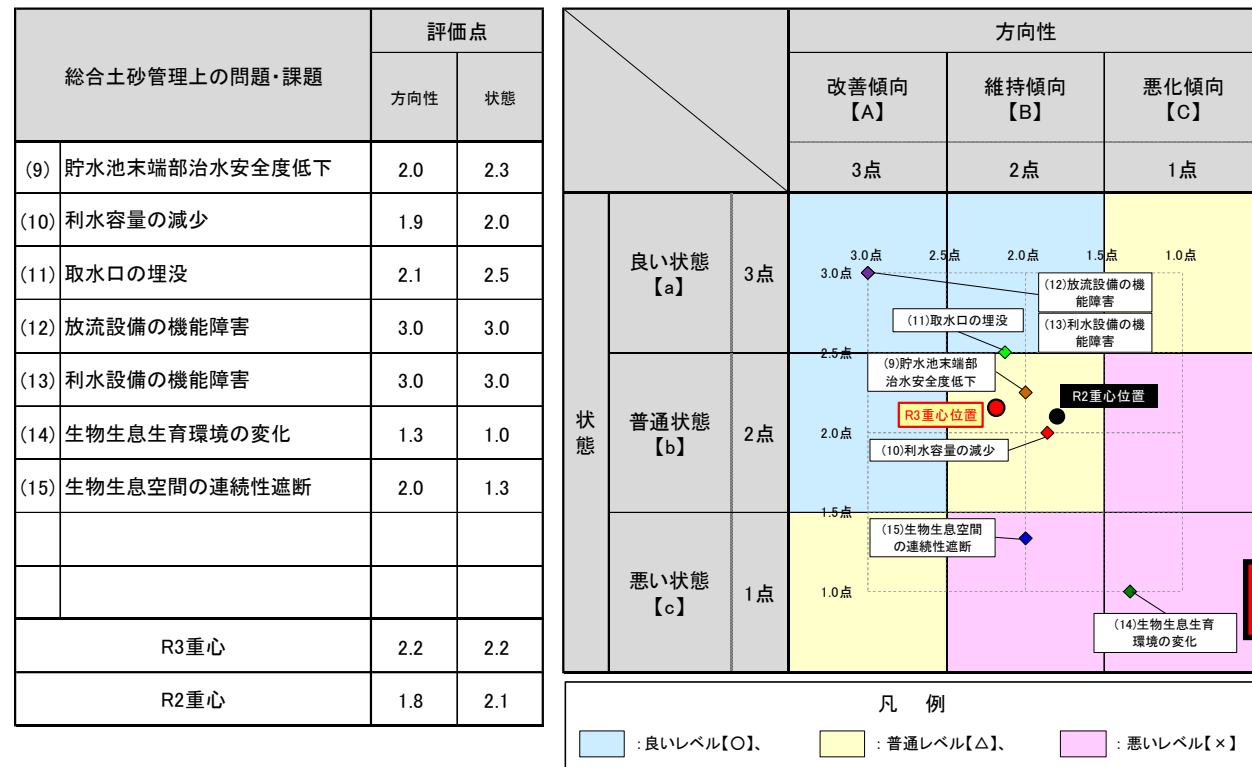 総合土砂管理上の問題・課題
評価点
方向性 状態
(9) 貯水池末端部治水安全度低下 2.0 2.3
(10) 利水容量の減少 1.9 2.0
(11) 取水口の埋没 2.1 2.5
(12) 放流設備の機能障害 3.0 3.0
(13) 利水設備の機能障害 3.0 3.0
(14) 生物生息生育環境の変化 1.3 1.0
(15) 生物生息空間の連続性遮断 2.0 1.3
R3重心 2.2 2.2
R2重心 1.8 2.1
方向性
改善傾向 維持傾向 悪化傾向
【A】 【B】 【C】
3点 2点 1点
状態
良い状態
【a】
3点
普通状態
【b】
2点
悪い状態
【c】
1点
3.0点 2.5点 2.0点 1.5点 1.0点
3.0点
(12)放流設備の機
能障害
(11)取水口の埋没
(13)利水設備の機
能障害
2.5点
(9)貯水池末端部
治水安全度低下
R2重心位置
R3重心位置
2.0点
(10)利水容量の減少
1.5点
(15)生物生息空間
の連続性遮断
1.0点
(14)生物生息生育
環境の変化
凡 例
：良いレベル【○】、 ：普通レベル【△】、 ：悪いレベル【×】